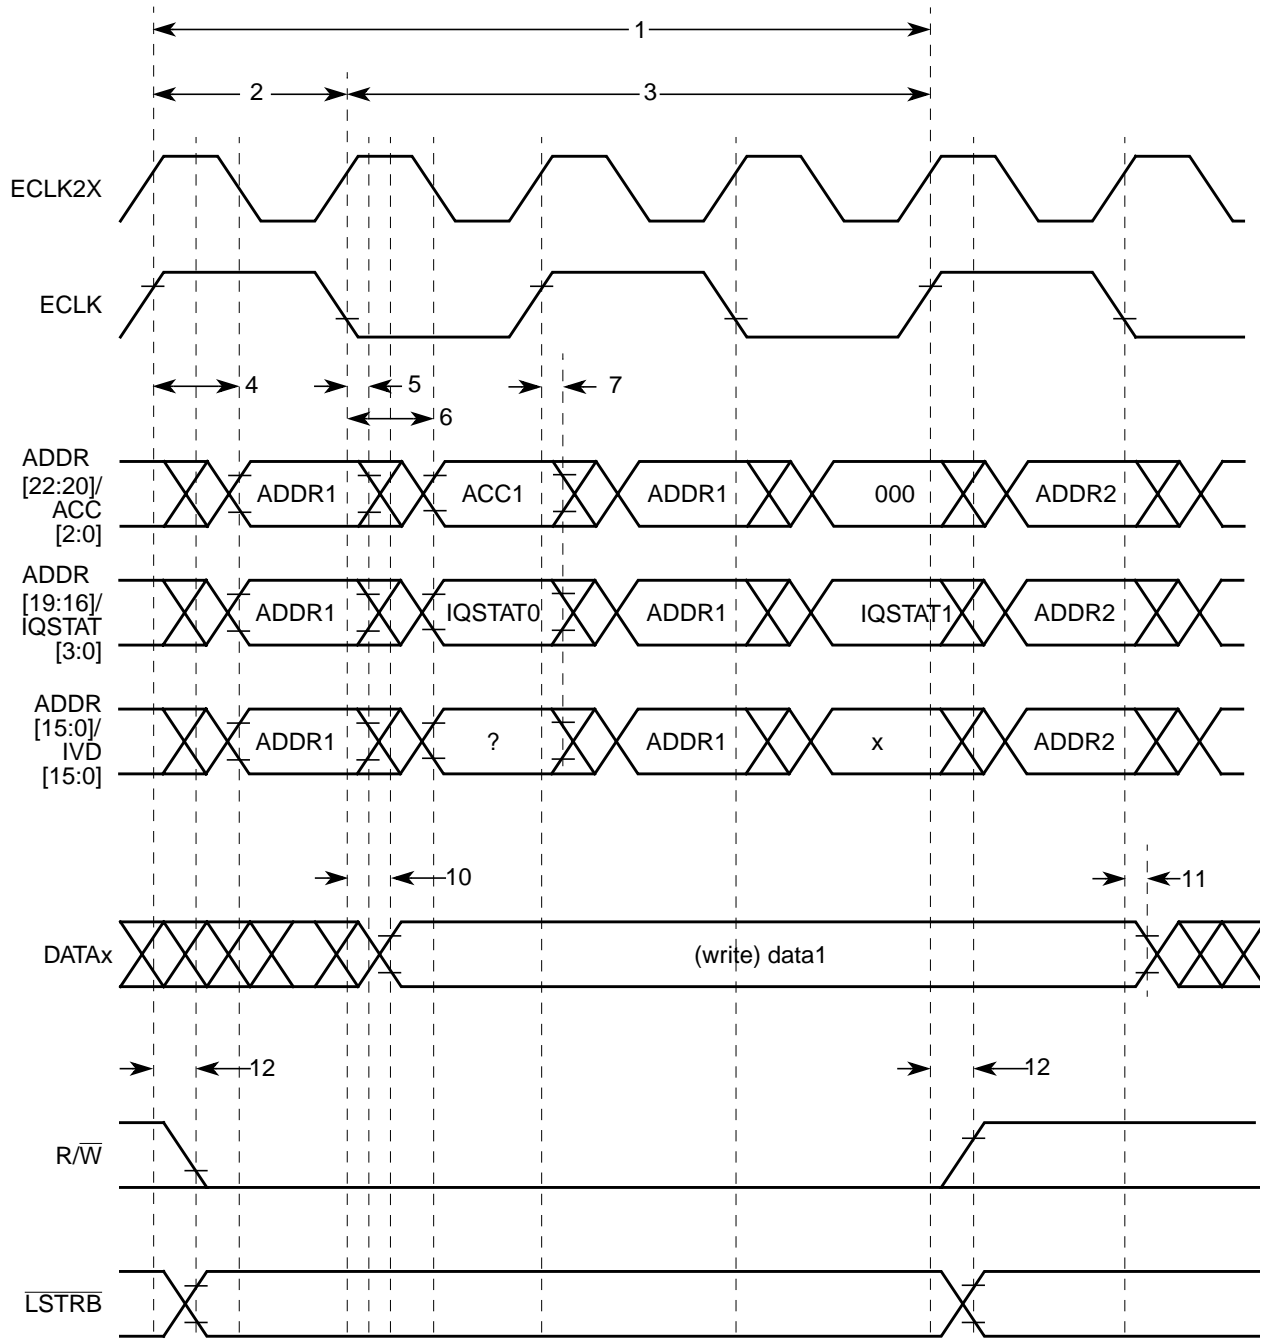 1
2 3
ECLK2X
ECLK
4 5 7
6
ADDR
[22:20]/
ACC
[2:0]
ADDR1 ACC1 ADDR1 000 ADDR2
ADDR
[19:16]/
IQSTAT
[3:0]
ADDR1 IQSTAT0 ADDR1 IQSTAT1 ADDR2
ADDR
[15:0]/
IVD
[15:0]
ADDR1 ? ADDR1 x ADDR2
10 11
DATAx (write) data1
12 12
R/W
LSTRB